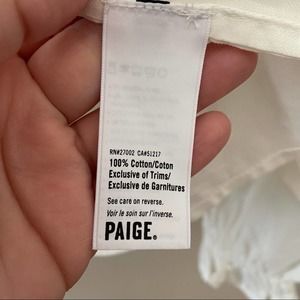 RN#27002 CA#51217
100% Cotton/Coton
Exclusive of Trims/
Exclusive de Garnitures
See care on reverse.
Voir le soin sur l'inverse.
PAIGE.